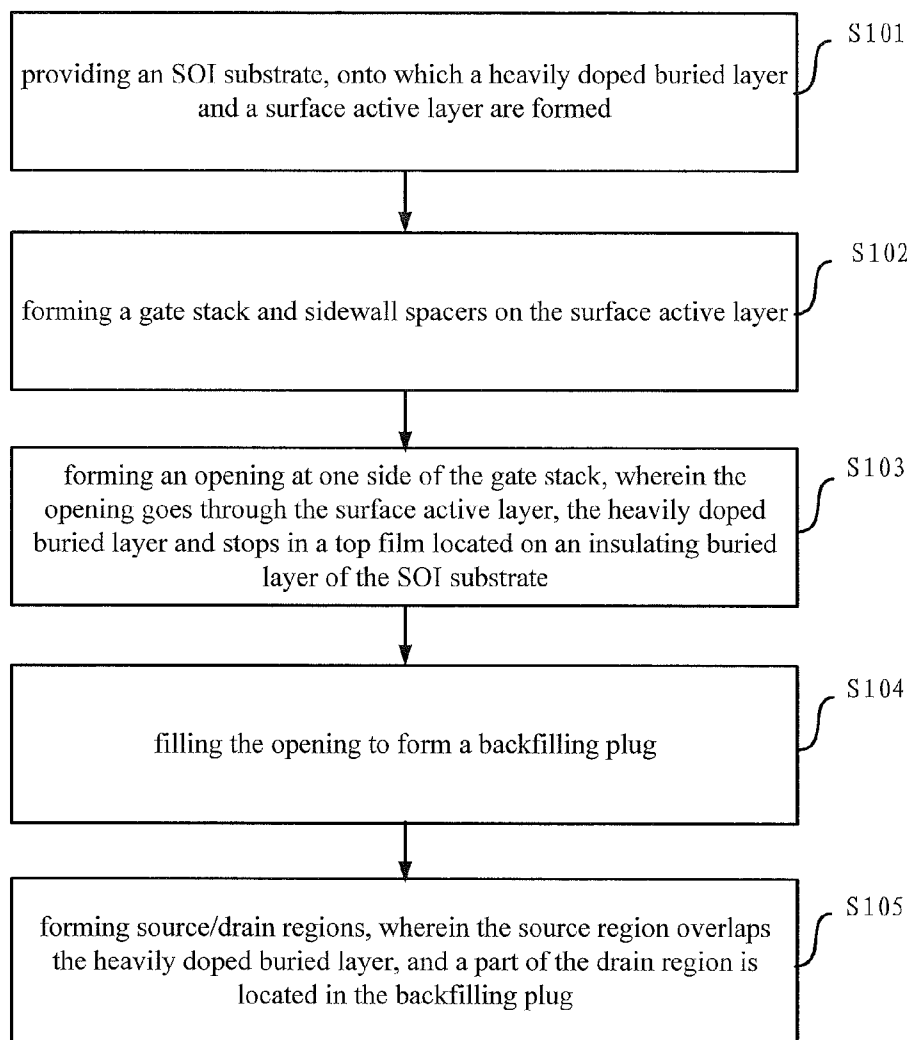 S101
providing an SOI substrate, onto which a heavily doped buried layer
and a surface active layer are formed
S102
forming a gate stack and sidewall spacers on the surface active layer
S103
forming an opening at one side of the gate stack, wherein the
opening goes through the surface active layer, the heavily doped
buried layer and stops in a top film located on an insulating buried
layer of the SOI substrate
S104
filling the opening to form a backfilling plug
S105
forming source/drain regions, wherein the source region overlaps
the heavily doped buried layer, and a part of the drain region is
located in the backfilling plug